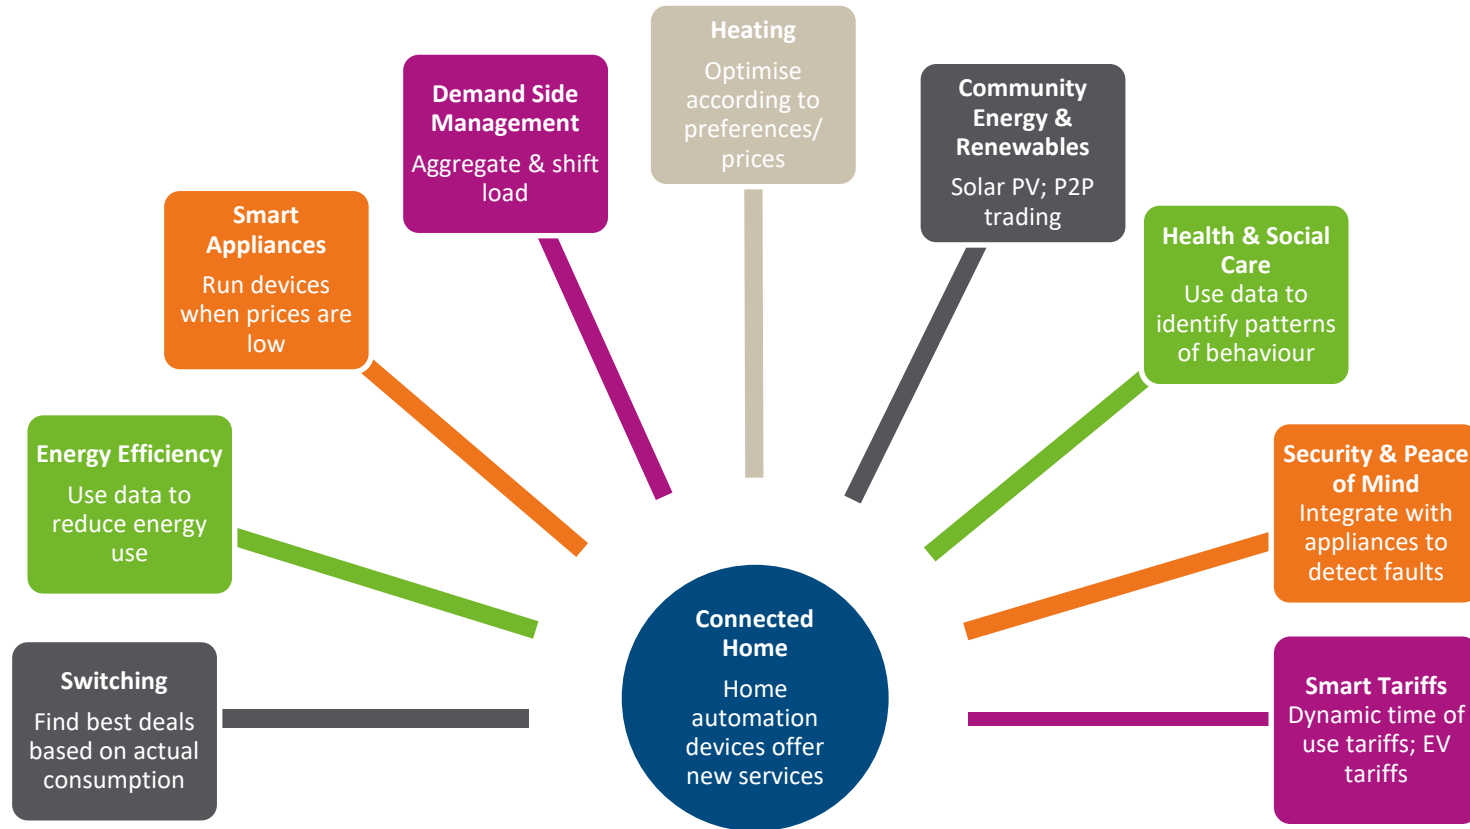 Heating
Optimise
according to
preferences/
prices
Demand Side
Management
Aggregate & shift
load
Community
Energy &
Renewables
Solar PV; P2P
trading
Smart
Appliances
Run devices
when prices are
low
Health & Social
Care
Use data to
identify patterns
of behaviour
Energy Efficiency
Use data to
reduce energy
use
Security & Peace
of Mind
Integrate with
appliances to
detect faults
Switching
Find best deals
based on actual
consumption
Connected
Home
Home
automation
devices offer
new services
Smart Tariffs
Dynamic time of
use tariffs; EV
tariffs